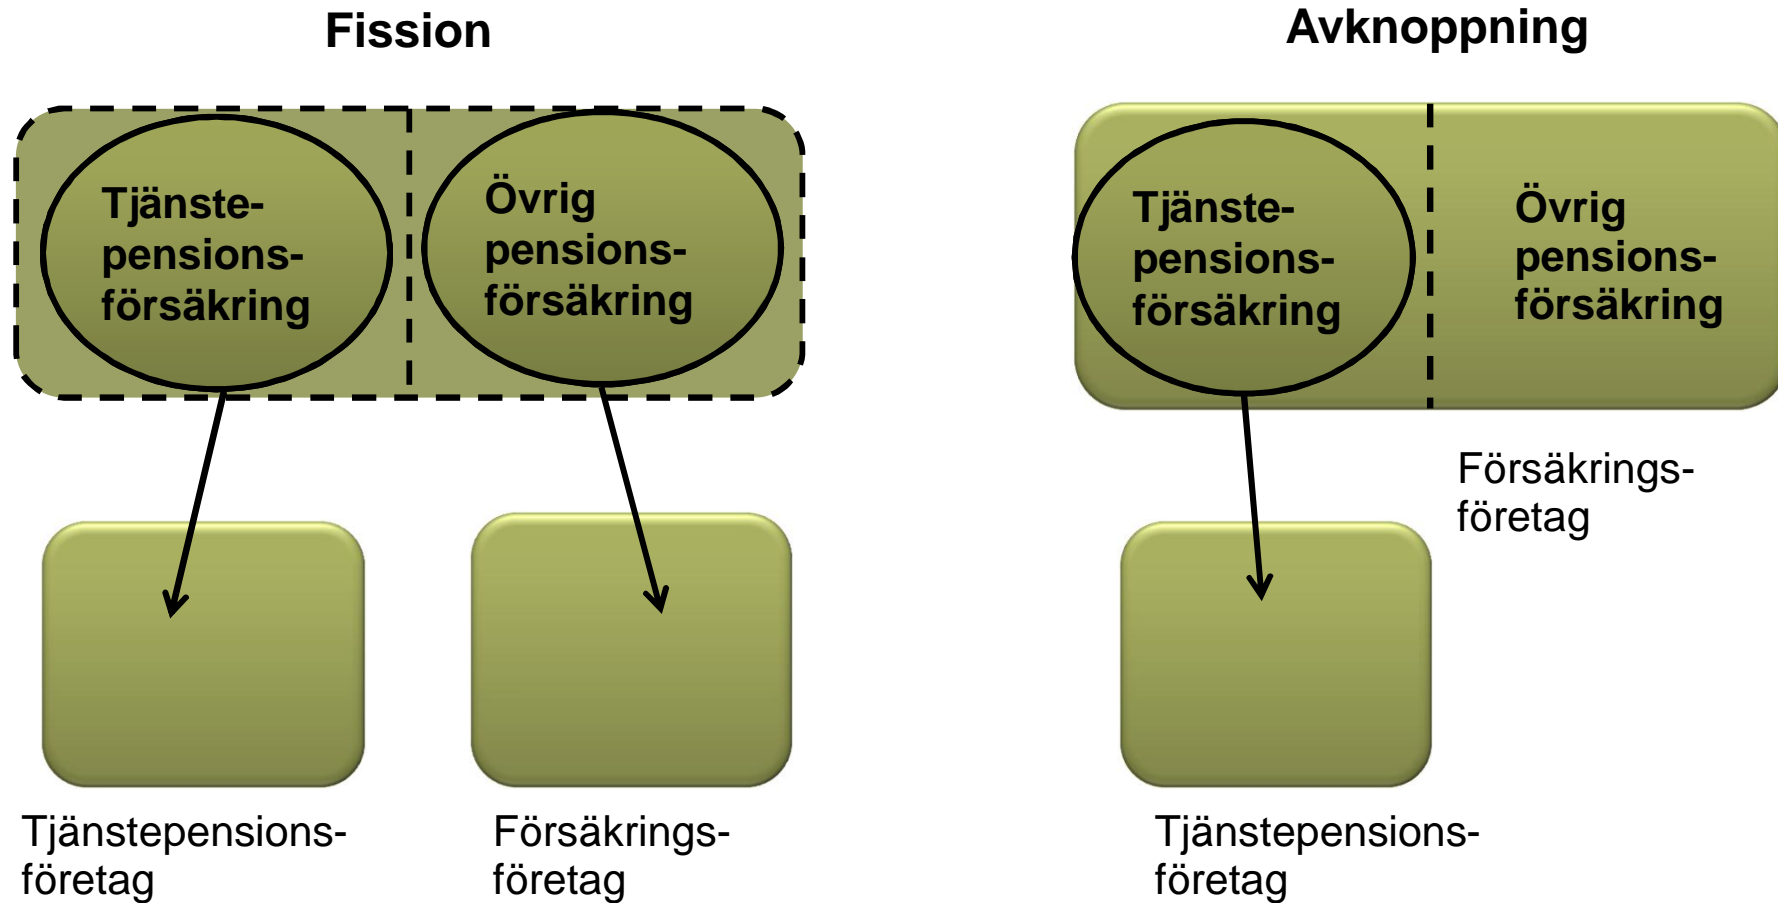 Fission
Tjänste-
pensions-
försäkring
Övrig
pensions-
försäkring
Tjänstepensions-
företag
Försäkrings-
företag
Avknoppning
Tjänste-
pensions-
försäkring
Övrig
pensions-
försäkring
Försäkrings-
företag
Tjänstepensions-
företag